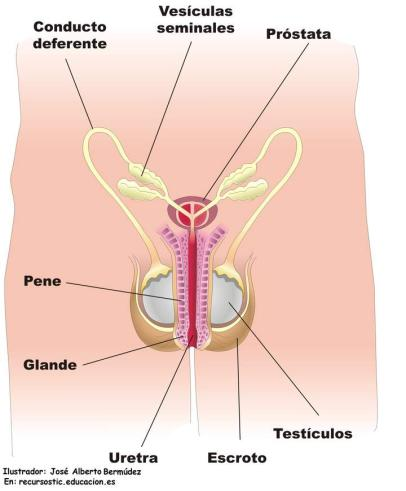 Vesículas
seminales
Conducto
deferente
Próstata
Pene
Glande
Testículos
Uretra
Escroto
Ilustrador: José Alberto Bermúdez
En: recursostic.educacion.es